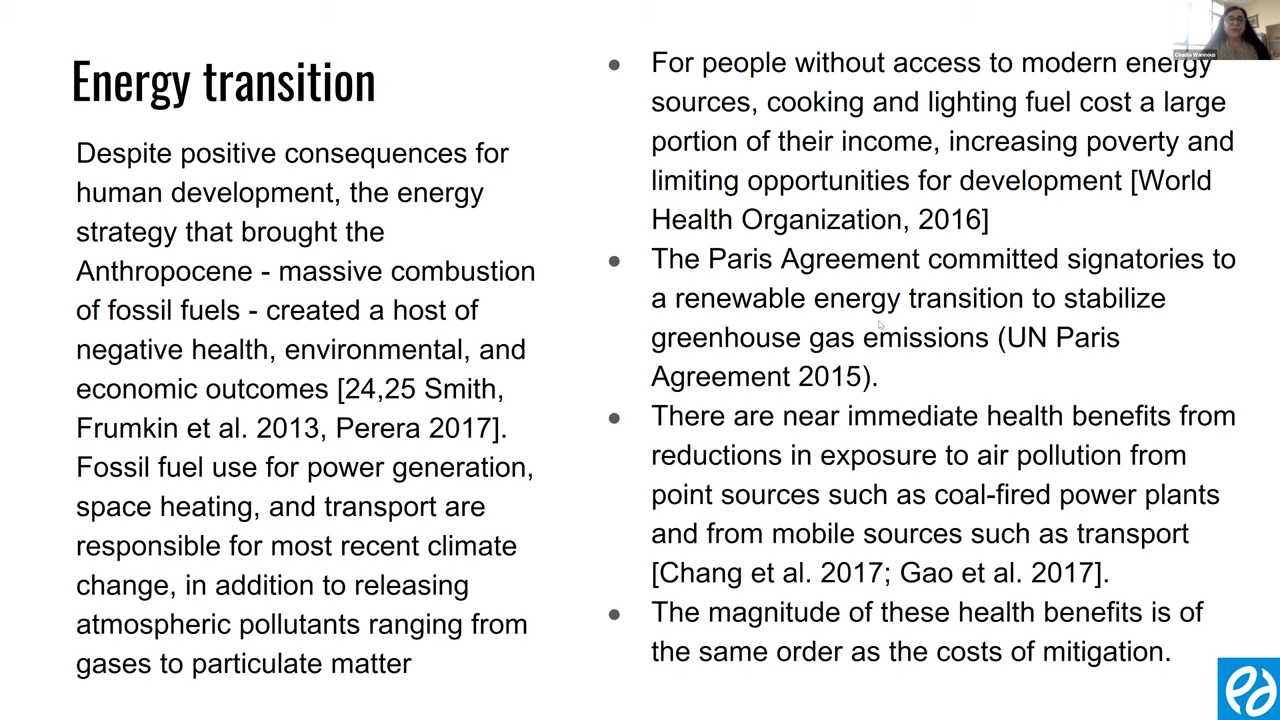 Energy transition
Despite positive consequences for
human development, the energy
strategy that brought the
Anthropocene - massive combustion
of fossil fuels - created a host of
negative health, environmental, and
economic outcomes [24,25 Smith,
Frumkin et al. 2013, Perera 2017].
Fossil fuel use for power generation,
space heating, and transport are
responsible for most recent climate
change, in addition to releasing
atmospheric pollutants ranging from
gases to particulate matter
● For people without access to modern energy
sources, cooking and lighting fuel cost a large
portion of their income, increasing poverty and
limiting opportunities for development [World
Health Organization, 2016]
● The Paris Agreement committed signatories to
a renewable energy transition to stabilize
greenhouse gas emissions (UN Paris
Agreement 2015).
● There are near immediate health benefits from
reductions in exposure to air pollution from
point sources such as coal-fired power plants
and from mobile sources such as transport
[Chang et al. 2017; Gao et al. 2017].
● The magnitude of these health benefits is of
the same order as the costs of mitigation.
Chadia Wannous